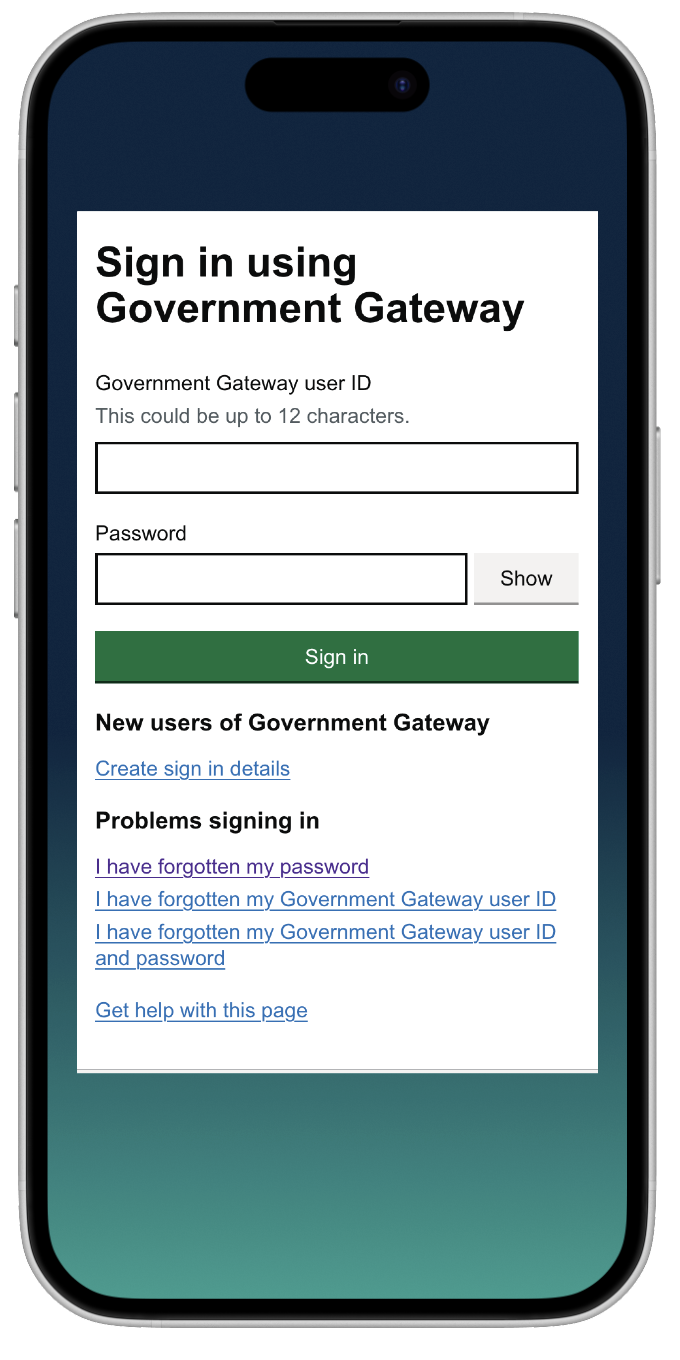 Sign in using
Government Gateway
Government Gateway user ID
This could be up to 12 characters.
Password
Show
Sign in
New users of Government Gateway
Create sign in details
Problems signing in
I have forgotten my password
I have forgotten my Government Gateway user ID
I have forgotten my Government Gateway user ID
and password
Get help with this page